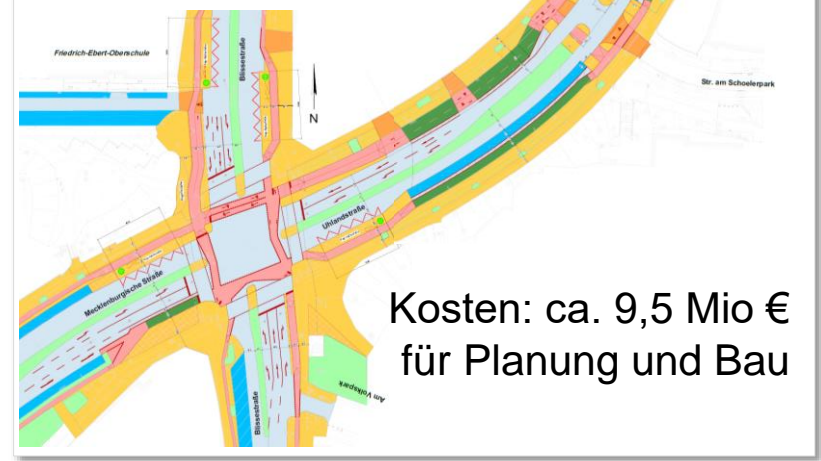 Friedrich-Ebert-Oberschule
Blissestraße
Str. am Schoelerpark
N
Uhlandstraße
Mecklenburgische Straße
Kosten: ca. 9,5 Mio €
für Planung und Bau
Am Volkspark
Blissestraße